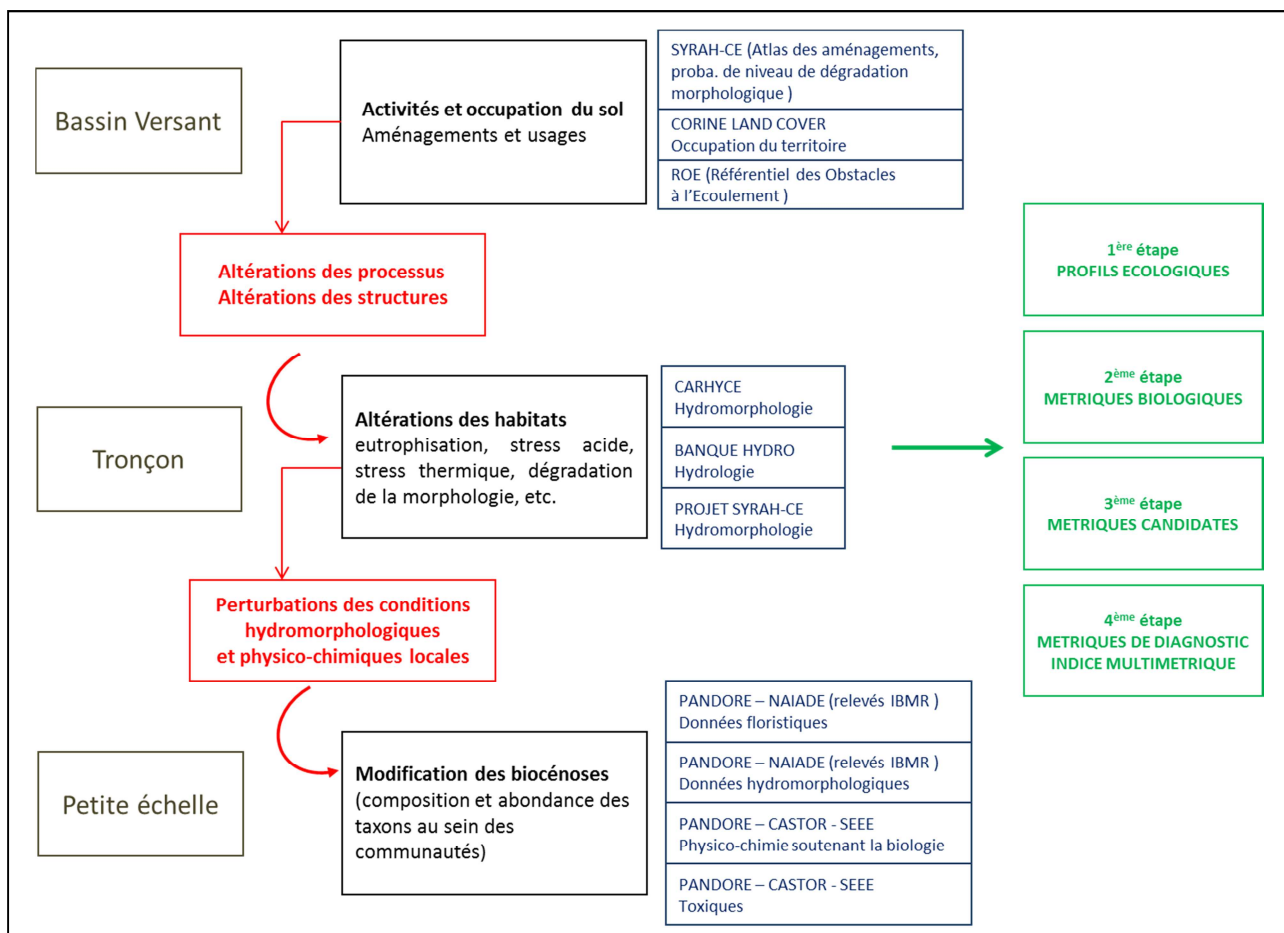 Bassin Versant
Activités et occupation du sol
Aménagements et usages
SYRAH-CE (Atlas des aménagements,
proba. de niveau de dégradation
morphologique )
CORINE LAND COVER
Occupation du territoire
ROE (Référentiel des Obstacles
à l’Ecoulement )
Altérations des processus
Altérations des structures
Tronçon
Altérations des habitats
eutrophisation, stress acide,
stress thermique, dégradation
de la morphologie, etc.
CARHYCE
Hydromorphologie
BANQUE HYDRO
Hydrologie
PROJET SYRAH-CE
Hydromorphologie
Perturbations des conditions
hydromorphologiques
et physico-chimiques locales
Petite échelle
Modification des biocénoses
(composition et abondance des
taxons au sein des
communautés)
PANDORE – NAIADE (relevés IBMR )
Données floristiques
PANDORE – NAIADE (relevés IBMR )
Données hydromorphologiques
PANDORE – CASTOR - SEEE
Physico-chimie soutenant la biologie
PANDORE – CASTOR - SEEE
Toxiques
1ère étape
PROFILS ECOLOGIQUES
2ème étape
METRIQUES BIOLOGIQUES
3ème étape
METRIQUES CANDIDATES
4ème étape
METRIQUES DE DIAGNOSTIC
INDICE MULTIMETRIQUE